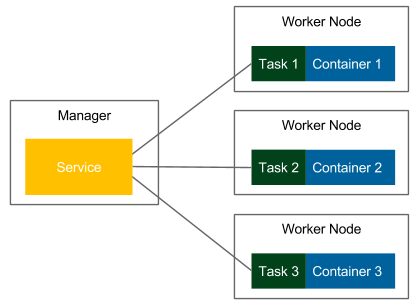 Worker Node
Task 1 Container 1
Manager
Service
Worker Node
Task 2 Container 2
Worker Node
Task 3 Container 3